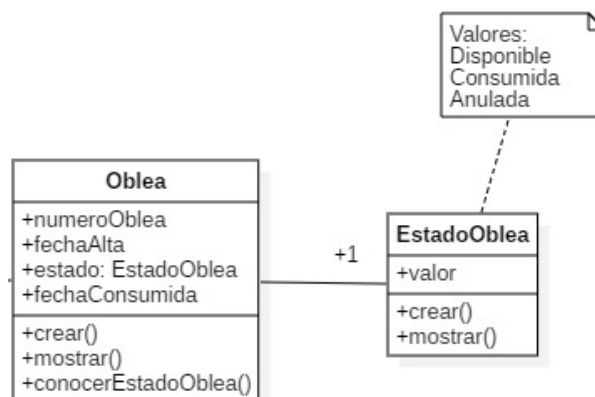 Valores:
Disponible
Consumida
Anulada
Oblea
+numeroOblea
+fechaAlta
+estado: EstadoOblea
+fechaConsumida
+crear()
+mostrar()
+conocerEstadoOblea()
+1
EstadoOblea
+valor
+crear()
+mostrar()